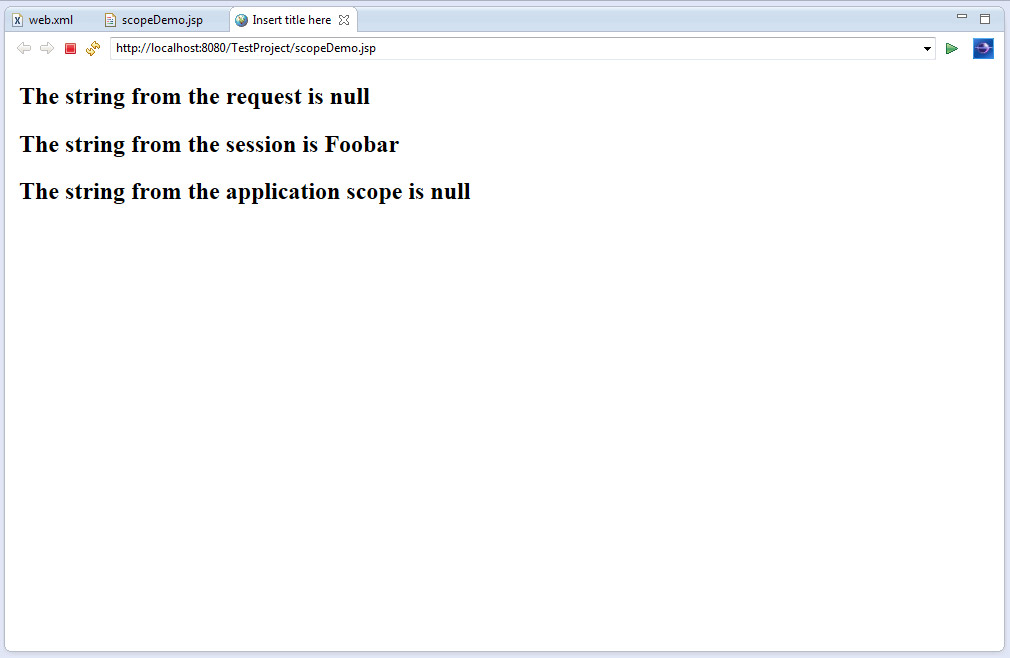 web.xml scopeDemo.jsp Insert title here
http://localhost:8080/TestProject/scopeDemo.jsp
The string from the request is null
The string from the session is Foobar
The string from the application scope is null